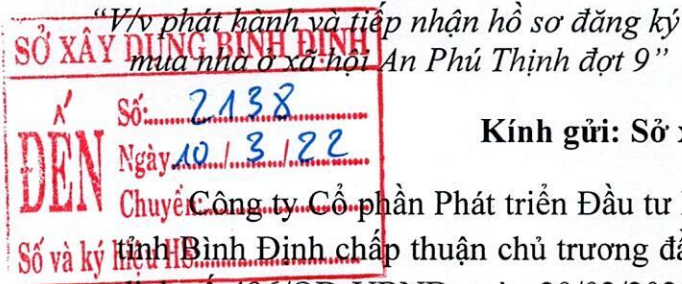 “V/v phát hành và tiếp nhận hồ sơ đăng ký
mua nhà ở xã hội An Phú Thịnh đợt 9”
SỞ XÂY DỰNG BÌNH ĐỊNH
ĐẾN
Số: 2138
Ngày 10 / 3 / 22
Chuyển:
Số và ký hiệu HS:
Kính gửi: Sở
Công ty Cổ phần Phát triển Đầu tư
tỉnh Bình Định chấp thuận chủ trương